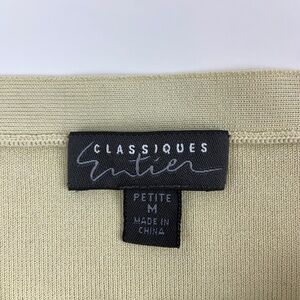 CLASSIQUES
Entier
PETITE
M
MADE IN
CHINA